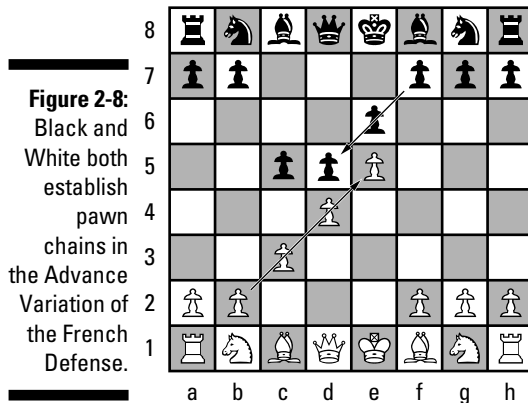 Figure 2-8:
Black and
White both
establish
pawn
chains in
the Advance
Variation of
the French
Defense.
8
7
6
5
4
3
2
1
a b c d e f g h